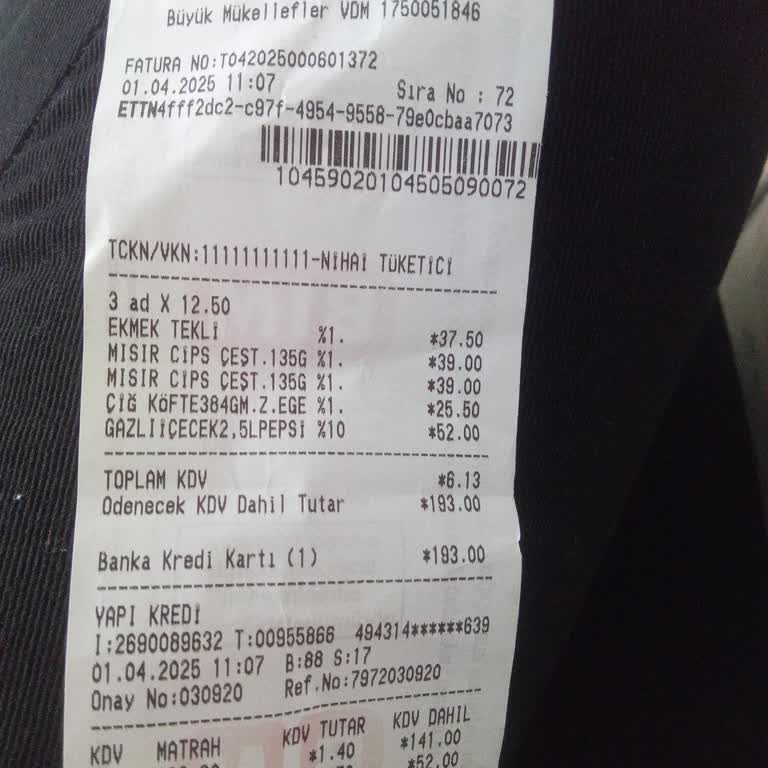 Büyük Mükellefler VDM 1750051846
FATURA NO:T042025000601372
01.04.2025 11:07 Sıra No : 72
ETTN4fff2dc2-c97f-4954-9558-79e0cbaa7073
10459020104505090072
TCKN/VKN:11111111111-NİHAİ TÜKETİCİ
3 ad X 12.50
EKMEK TEKLİ %1. *37.50
MISIR CİPS ÇEŞT.135G %1. *39.00
MISIR CİPS ÇEŞT.135G %1. *39.00
ÇİĞ KÖFTE384GM.Z.EGE %1. *25.50
GAZLIİÇECEK2,5LPEPSİ %10 *52.00
TOPLAM KDV *6.13
Ödenecek KDV Dahil Tutar *193.00
Banka Kredi Kartı (1) *193.00
YAPI KREDİ
I:2690089632 T:00955866 494314******639
01.04.2025 11:07 B:88 S:17
Onay No:030920 Ref.No:7972030920
KDV MATRAH KDV TUTAR KDV DAHİL
*1.40 *141.00
*52.00